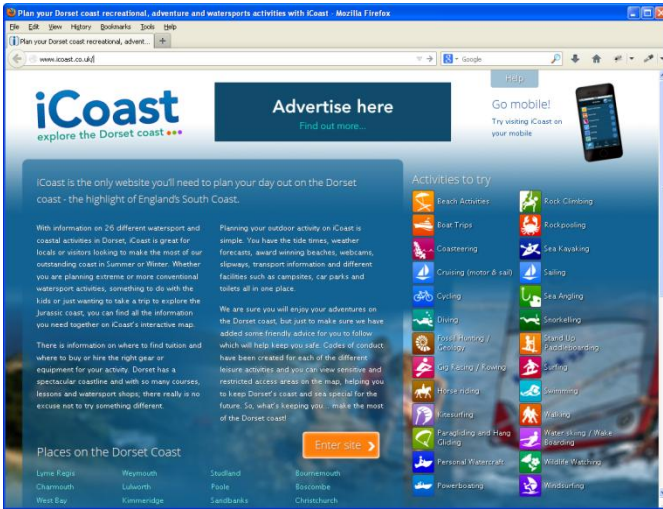 Plan your Dorset coast recreational, adventure and watersports activities with iCoast - Mozilla Firefox
File Edit View History Bookmarks Tools Help
Plan your Dorset coast recreational, advent...
www.icoast.co.uk/
Google
Help
iCoast
explore the Dorset coast
Advertise here
Find out more...
Go mobile!
Try visiting iCoast on
your mobile
iCoast is the only website you'll need to plan your day out on the Dorset
coast - the highlight of England's South Coast.
With information on 26 different watersport and
coastal activities in Dorset, iCoast is great for
locals or visitors looking to make the most of our
outstanding coast in Summer or Winter. Whether
you are planning extreme or more conventional
watersport activities, something to do with the
kids or just wanting to take a trip to explore the
Jurassic coast, you can find all the information
you need together on iCoast's interactive map.
There is information on where to find tuition and
where to buy or hire the right gear or
equipment for your activity. Dorset has a
spectacular coastline and with so many courses,
lessons and watersport shops; there really is no
excuse not to try something different.
Planning your outdoor activity on iCoast is
simple. You have the tide times, weather
forecasts, award winning beaches, webcams,
slipways, transport information and different
facilities such as campsites, car parks and
toilets all in one place.
We are sure you will enjoy your adventures on
the Dorset coast, but just to make sure we have
added some friendly advice for you to follow
which will help keep you safe. Codes of conduct
have been created for each of the different
leisure activities and you can view sensitive and
restricted access areas on the map, helping you
to keep Dorset's coast and sea special for the
future. So, what's keeping you... make the most
of the Dorset coast!
Enter site
Places on the Dorset Coast
Lyme Regis Weymouth Studland Bournemouth
Charmouth Lulworth Poole Boscombe
West Bay Kimmeridge Sandbanks Christchurch
Activities to try
Beach Activities Rock Climbing
Boat Trips Rockpooling
Coasteering Sea Kayaking
Cruising (motor & sail) Sailing
Cycling Sea Angling
Diving Snorkelling
Fossil Hunting /
Geology
Stand Up
Paddleboarding
Gig Racing / Rowing Surfing
Horse riding Swimming
Kitesurfing Walking
Paragliding and Hang
Gliding
Water skiing / Wake
Boarding
Personal Watercraft Wildlife Watching
Powerboating Windsurfing